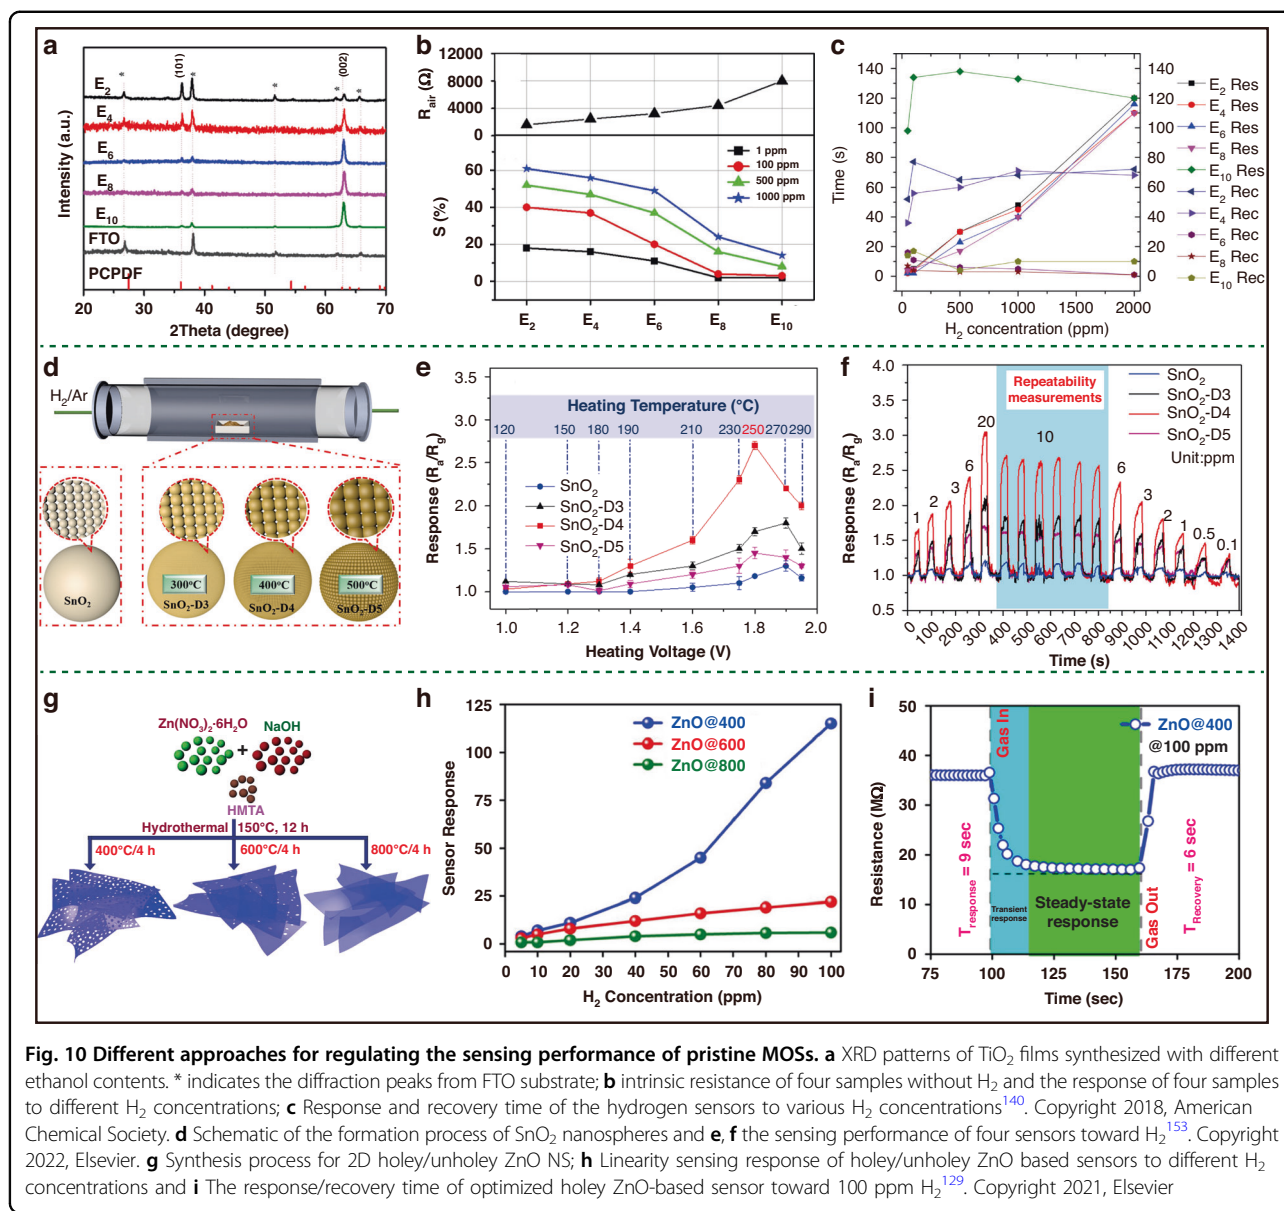 a
Intensity (a.u.)
* (101) * * (002) * *
E2
E4
E6
E8
E10
FTO
PCPDF
20 30 40 50 60 70
2Theta (degree)
b
Rair (Ω)
12000
8000
4000
0
1 ppm
100 ppm
500 ppm
1000 ppm
S (%)
60
40
20
0
E2 E4 E6 E8 E10
c
Time (s)
140 140
120 120
100 100
80 80
60 60
40 40
20 20
0 0
0 500 1000 1500 2000
H2 concentration (ppm)
E2 Res
E4 Res
E6 Res
E8 Res
E10 Res
E2 Rec
E4 Rec
E6 Rec
E8 Rec
E10 Rec
d
H2/Ar
300°C 400°C 500°C
SnO2 SnO2-D3 SnO2-D4 SnO2-D5
e
Response (Ra/Rg)
3.5
3.0
2.5
2.0
1.5
1.0
Heating Temperature (°C)
120 150 180 190 210 230 250 270 290
SnO2
SnO2-D3
SnO2-D4
SnO2-D5
1.0 1.2 1.4 1.6 1.8 2.0
Heating Voltage (V)
f
Response (Ra/Rg)
4.0
3.5
3.0
2.5
2.0
1.5
1.0
0.5
Repeatability
measurements
SnO2
SnO2-D3
SnO2-D4
SnO2-D5
Unit:ppm
1 2 3 6 20 10 6 3 2 1 0.5 0.1
0 100 200 300 400 500 600 700 800 900 1000 1100 1200 1300 1400
Time (s)
g
Zn(NO3)2·6H2O NaOH
+
HMTA
Hydrothermal 150°C, 12 h
400°C/4 h 600°C/4 h 800°C/4 h
h
Sensor Response
125
100
75
50
25
0
ZnO@400
ZnO@600
ZnO@800
0 10 20 30 40 50 60 70 80 90 100
H2 Concentration (ppm)
i
Resistance (MΩ)
50
40
30
20
10
0
ZnO@400
@100 ppm
Gas In
Tresponse = 9 sec
Transient
response
Steady-state
response
Gas Out
TRecovery = 6 sec
75 100 125 150 175 200
Time (sec)
Fig. 10 Different approaches for regulating the sensing performance of pristine MOSs. a XRD patterns of TiO2 films synthesized with different
ethanol contents. * indicates the diffraction peaks from FTO substrate; b intrinsic resistance of four samples without H2 and the response of four samples
to different H2 concentrations; c Response and recovery time of the hydrogen sensors to various H2 concentrations140. Copyright 2018, American
Chemical Society. d Schematic of the formation process of SnO2 nanospheres and e, f the sensing performance of four sensors toward H2153. Copyright
2022, Elsevier. g Synthesis process for 2D holey/unholey ZnO NS; h Linearity sensing response of holey/unholey ZnO based sensors to different H2
concentrations and i The response/recovery time of optimized holey ZnO-based sensor toward 100 ppm H2129. Copyright 2021, Elsevier